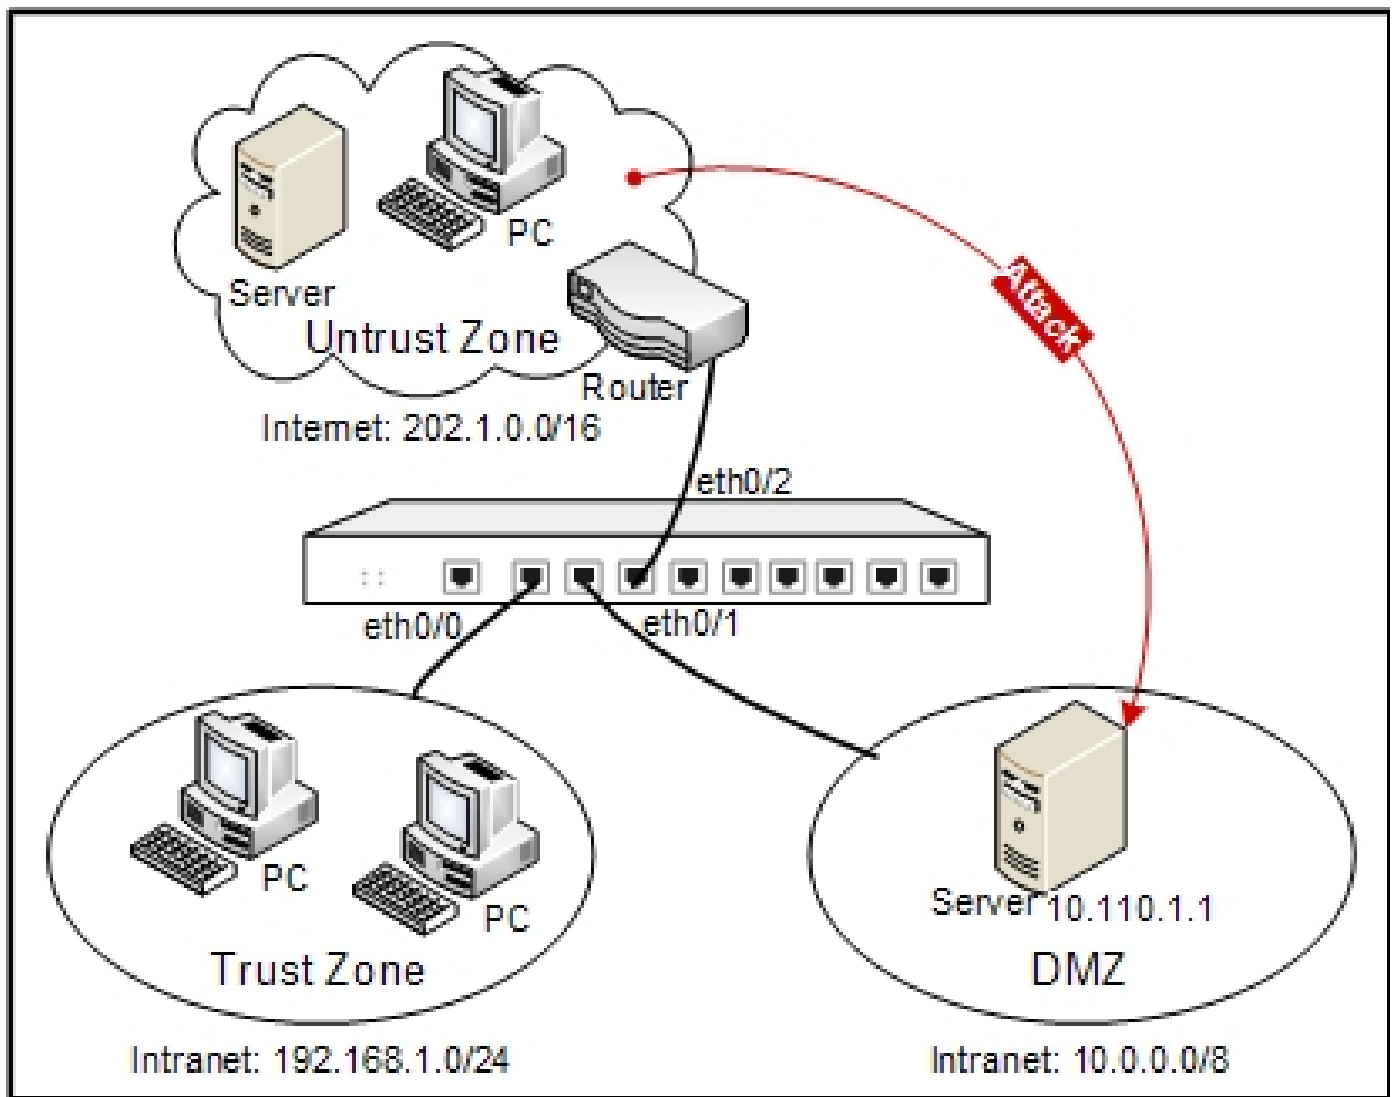 PC
Server
Untrust Zone
Router
Internet: 202.1.0.0/16
Attack
eth0/2
eth0/0
eth0/1
PC
PC
Trust Zone
Intranet: 192.168.1.0/24
Server 10.110.1.1
DMZ
Intranet: 10.0.0.0/8